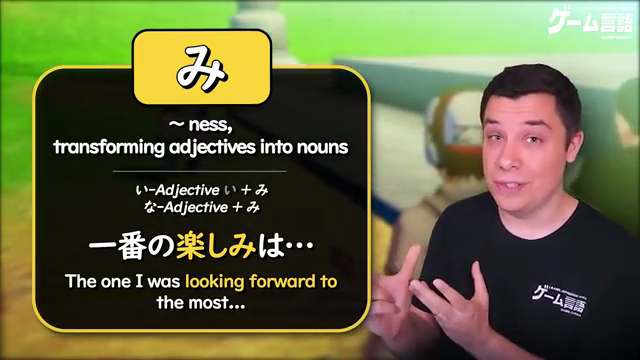 み
～ ness,
transforming adjectives into nouns
い-Adjective い + み
な-Adjective + み
一番の楽しみは…
The one I was looking forward to
the most...
ゲーム言語
ゲーム言語